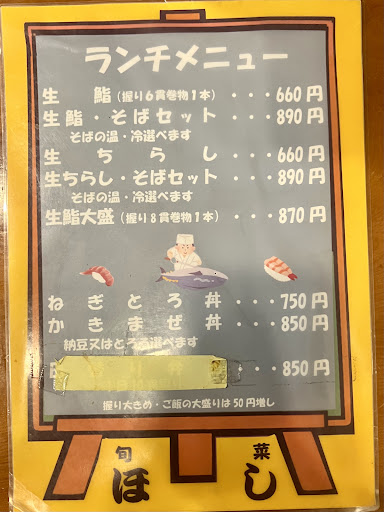 ランチメニュー
生鮨(握り6貫巻物1本)・・・660円
生鮨・そばセット・・・890円
そばの温・冷選べます
生ちらし・・・660円
生ちらし・そばセット・・・890円
そばの温・冷選べます
生鮨大盛(握り8貫巻物1本)・・・870円
ねぎとろ丼・・・750円
かきまぜ丼・・・850円
納豆又はとろろ選べます
・・・850円
握り大きめ・ご飯の大盛りは50円増し
旬菜
ほし